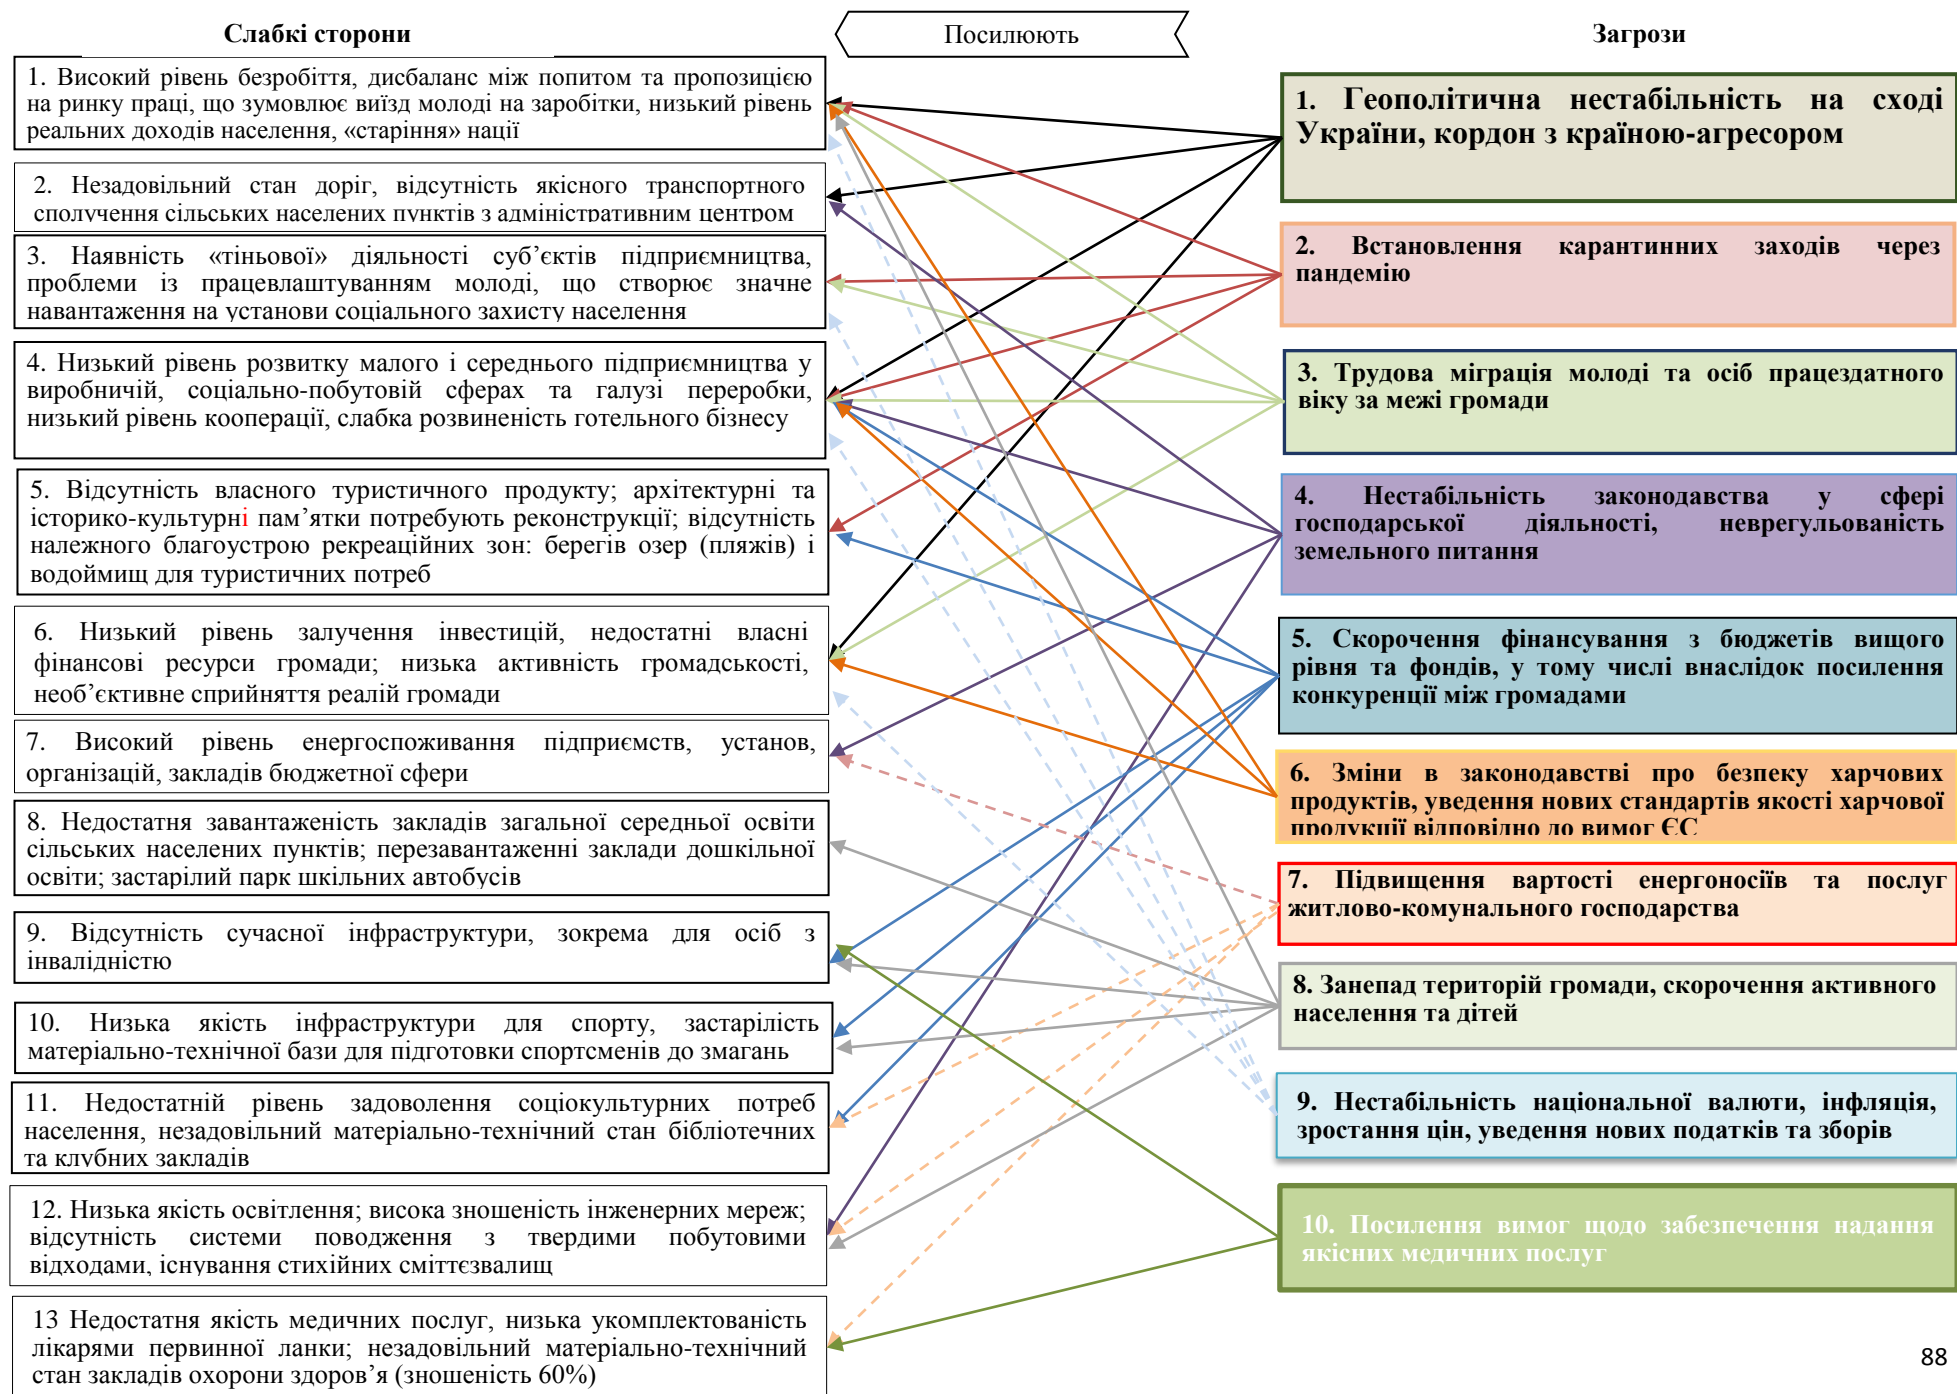 Слабкі сторони
Посилюють
Загрози
1. Високий рівень безробіття, дисбаланс між попитом та пропозицією
на ринку праці, що зумовлює виїзд молоді на заробітки, низький рівень
реальних доходів населення, «старіння» нації
2. Незадовільний стан доріг, відсутність якісного транспортного
сполучення сільських населених пунктів з адміністративним центром
3. Наявність «тіньової» діяльності суб’єктів підприємництва,
проблеми із працевлаштуванням молоді, що створює значне
навантаження на установи соціального захисту населення
4. Низький рівень розвитку малого і середнього підприємництва у
виробничій, соціально-побутовій сферах та галузі переробки,
низький рівень кооперації, слабка розвиненість готельного бізнесу
5. Відсутність власного туристичного продукту; архітектурні та
історико-культурні пам’ятки потребують реконструкції; відсутність
належного благоустрою рекреаційних зон: берегів озер (пляжів) і
водоймищ для туристичних потреб
6. Низький рівень залучення інвестицій, недостатні власні
фінансові ресурси громади; низька активність громадськості,
необ’єктивне сприйняття реалій громади
7. Високий рівень енергоспоживання підприємств, установ,
організацій, закладів бюджетної сфери
8. Недостатня завантаженість закладів загальної середньої освіти
сільських населених пунктів; перезавантаженні заклади дошкільної
освіти; застарілий парк шкільних автобусів
9. Відсутність сучасної інфраструктури, зокрема для осіб з
інвалідністю
10. Низька якість інфраструктури для спорту, застарілість
матеріально-технічної бази для підготовки спортсменів до змагань
11. Недостатній рівень задоволення соціокультурних потреб
населення, незадовільний матеріально-технічний стан бібліотечних
та клубних закладів
12. Низька якість освітлення; висока зношеність інженерних мереж;
відсутність системи поводження з твердими побутовими
відходами, існування стихійних сміттєзвалищ
13 Недостатня якість медичних послуг, низька укомплектованість
лікарями первинної ланки; незадовільний матеріально-технічний
стан закладів охорони здоров’я (зношеність 60%)
1. Геополітична нестабільність на сході
України, кордон з країною-агресором
2. Встановлення карантинних заходів через
пандемію
3. Трудова міграція молоді та осіб працездатного
віку за межі громади
4. Нестабільність законодавства у сфері
господарської діяльності, неврегульованість
земельного питання
5. Скорочення фінансування з бюджетів вищого
рівня та фондів, у тому числі внаслідок посилення
конкуренції між громадами
6. Зміни в законодавстві про безпеку харчових
продуктів, уведення нових стандартів якості харчової
продукції відповідно до вимог ЄС
7. Підвищення вартості енергоносіїв та послуг
житлово-комунального господарства
8. Занепад територій громади, скорочення активного
населення та дітей
9. Нестабільність національної валюти, інфляція,
зростання цін, уведення нових податків та зборів
10. Посилення вимог щодо забезпечення надання
якісних медичних послуг
88